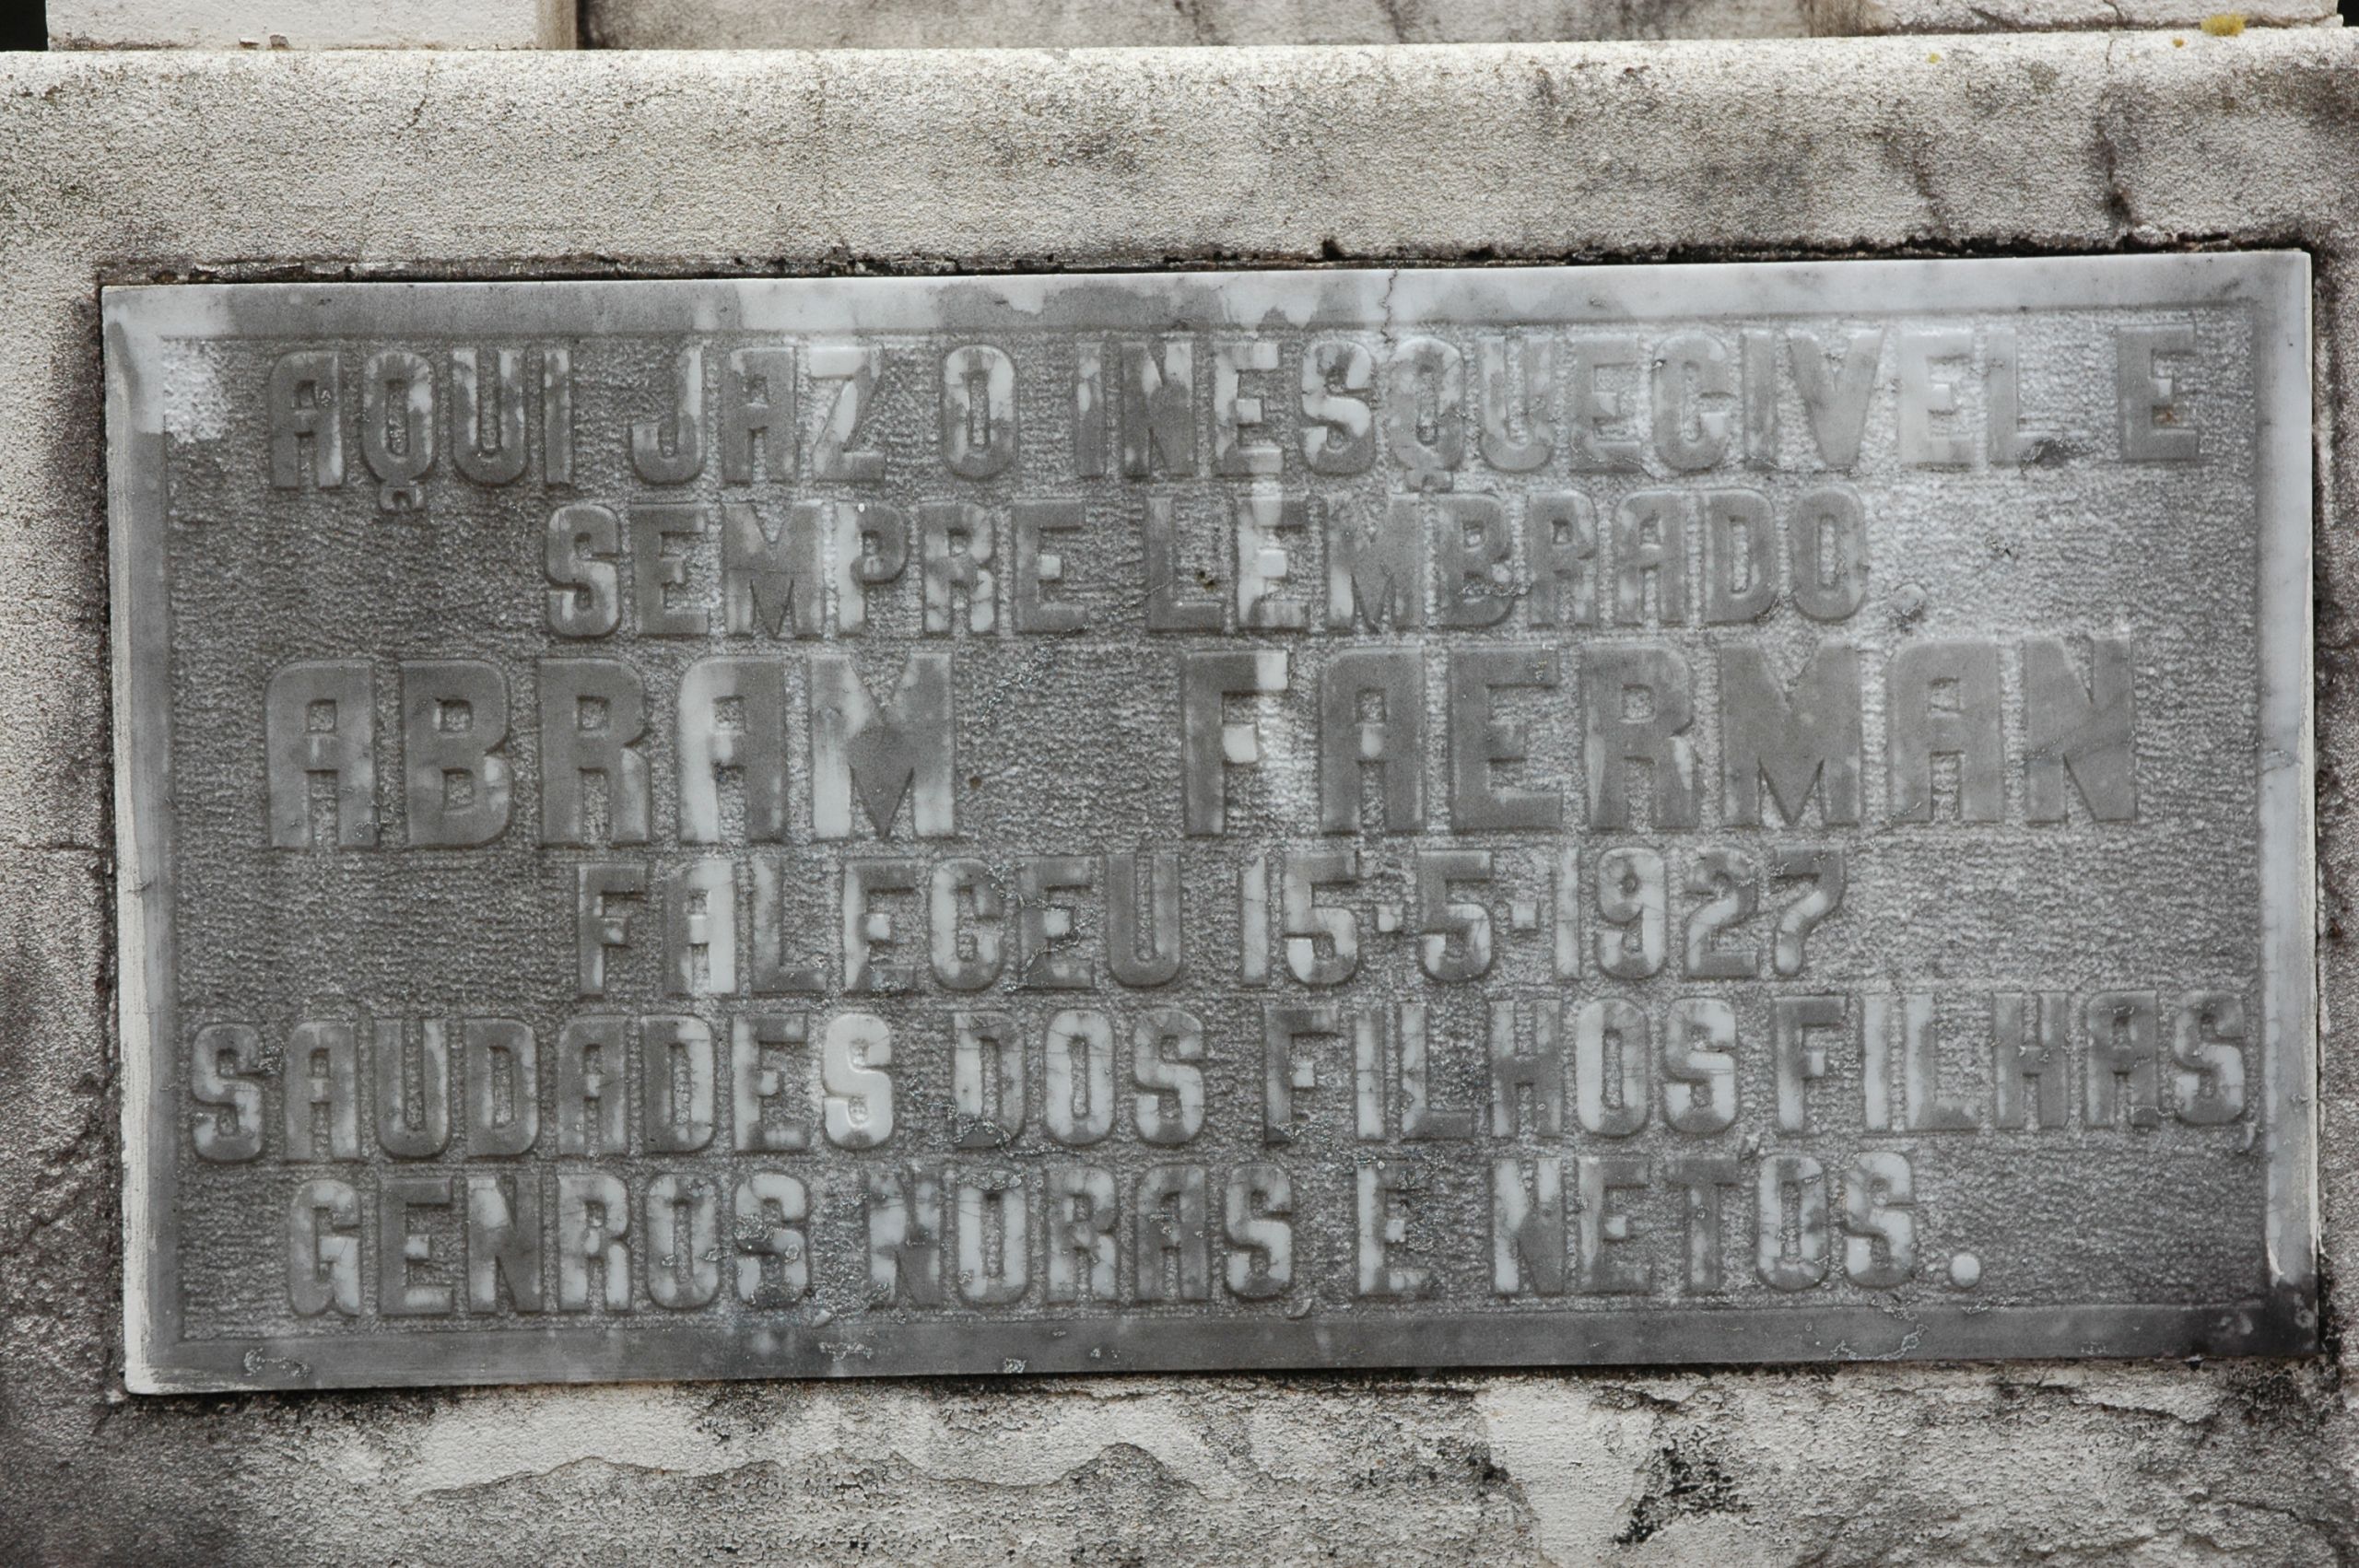 AQUI JAZ O INESQUECIVEL E
SEMPRE LEMBRADO.
ABRAM FAERMAN
FALECEU 15-5-1927
SAUDADES DOS FILHOS, FILHAS,
GENROS, NORAS, E NETOS.